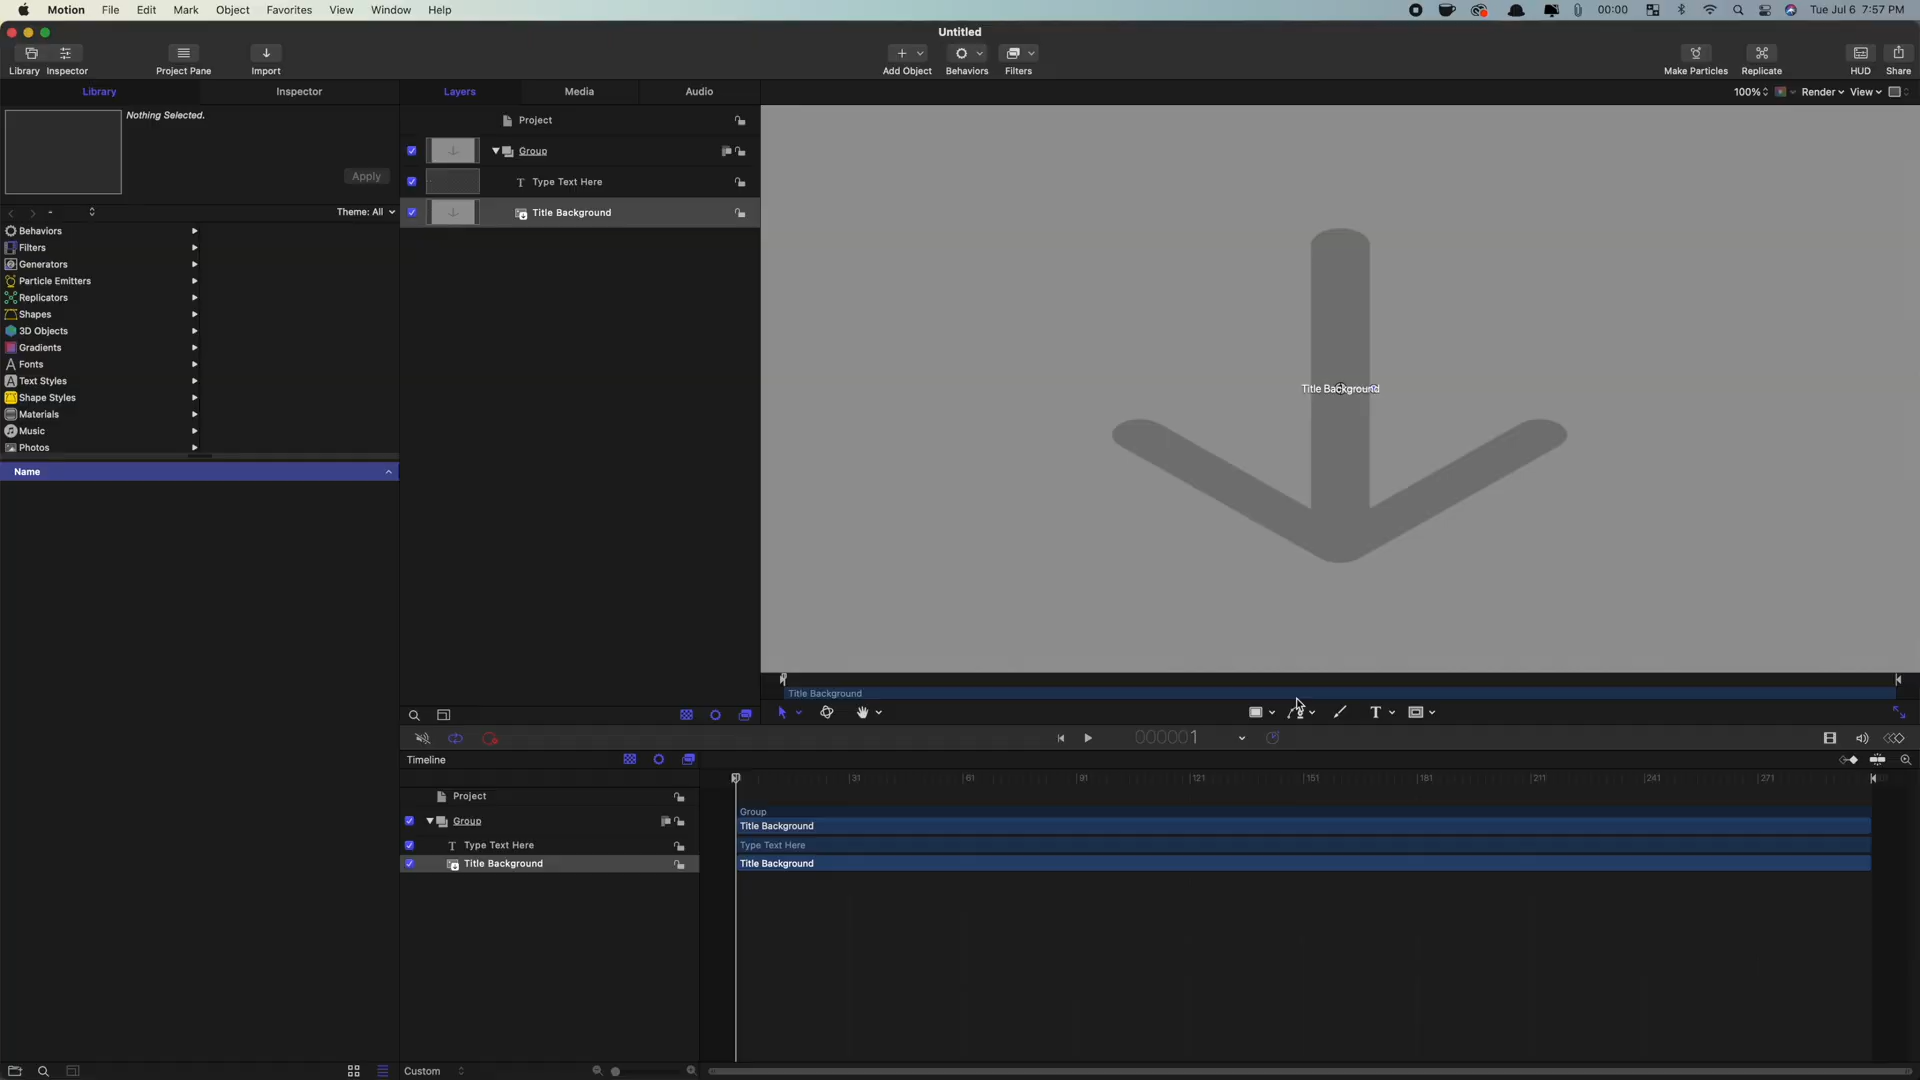 Motion File Edit Mark Object Favorites View Window Help 00:00 Tue Jul 6 7:57 PM
Untitled
Library Inspector Project Pane Import Add Object Behaviors Filters Make Particles Replicate HUD Share
Library Inspector Layers Media Audio 100% Render View
Nothing Selected.
Apply
Theme: All
Behaviors
Filters
Generators
Particle Emitters
Replicators
Shapes
3D Objects
Gradients
Fonts
Text Styles
Shape Styles
Materials
Music
Photos
Name
Project
Group
Type Text Here
Title Background
Title Background
Title Background
000001
Timeline
31 61 91 121 151 181 211 241 271
Project
Group
Type Text Here
Title Background
Group
Title Background
Type Text Here
Title Background
Custom